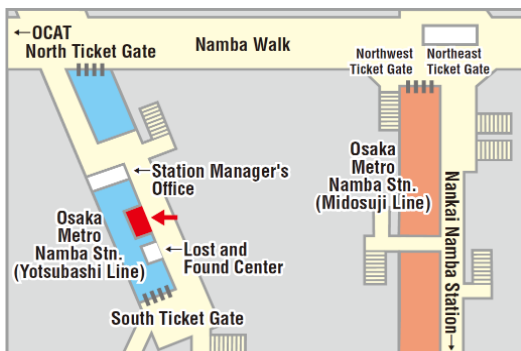 ←OCAT
North Ticket Gate
Namba Walk
Northwest
Ticket Gate
Northeast
Ticket Gate
←Station Manager's
Office
Osaka
Metro
Namba Stn.
(Midosuji Line)
Osaka
Metro
Namba Stn.
(Yotsubashi Line)
←Lost and
Found Center
South Ticket Gate
Nankai Namba Station→